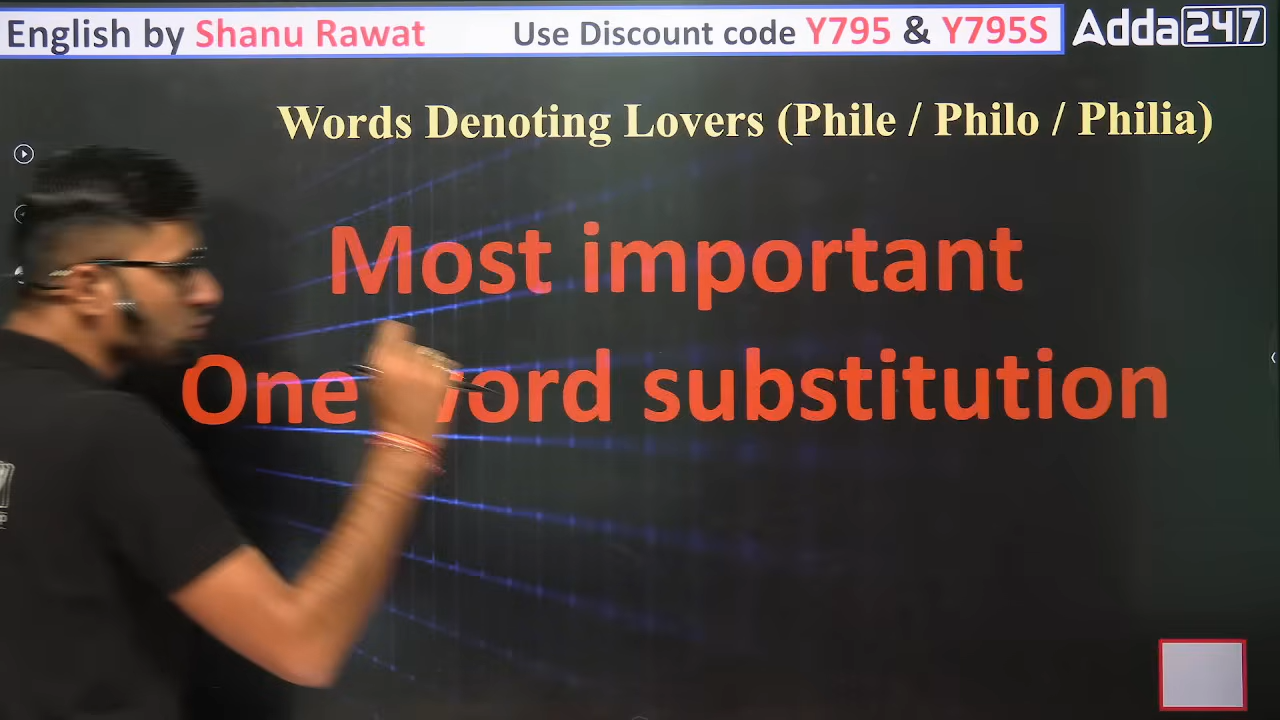 English by Shanu Rawat Use Discount code Y795 & Y795S Adda247
Words Denoting Lovers (Phile / Philo / Philia)
Most important
One word substitution